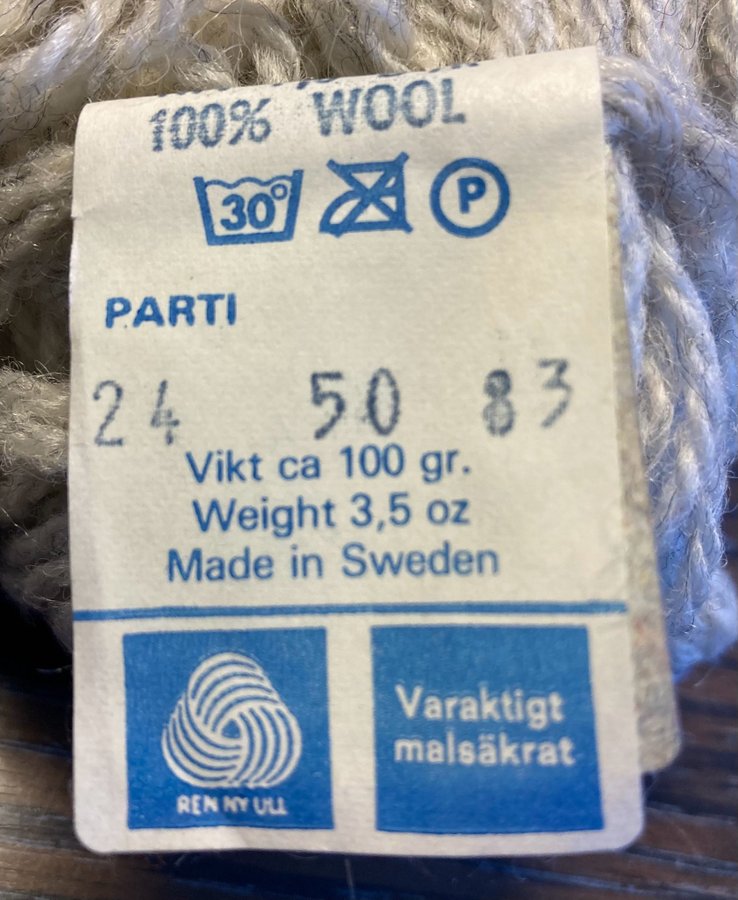 100% WOOL
30°
P
PARTI
24 50 83
Vikt ca 100 gr.
Weight 3,5 oz
Made in Sweden
REN NY ULL
Varaktigt
malsäkrat